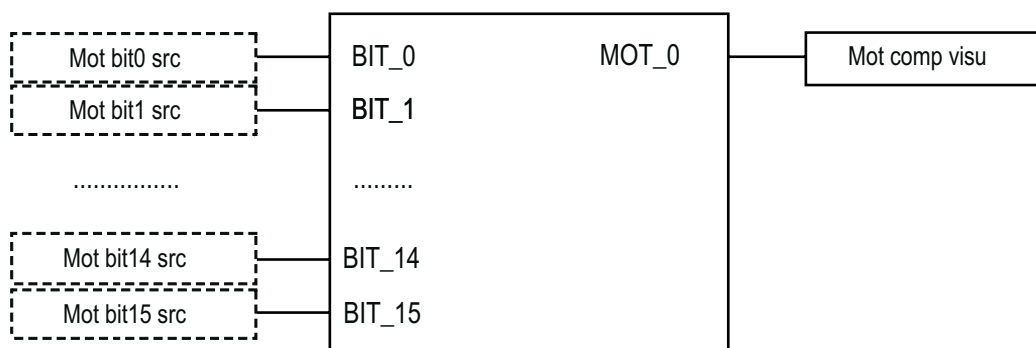 Mot bit0 src BIT_0 MOT_0 Mot comp visu
Mot bit1 src BIT_1
................ .........
Mot bit14 src BIT_14
Mot bit15 src BIT_15